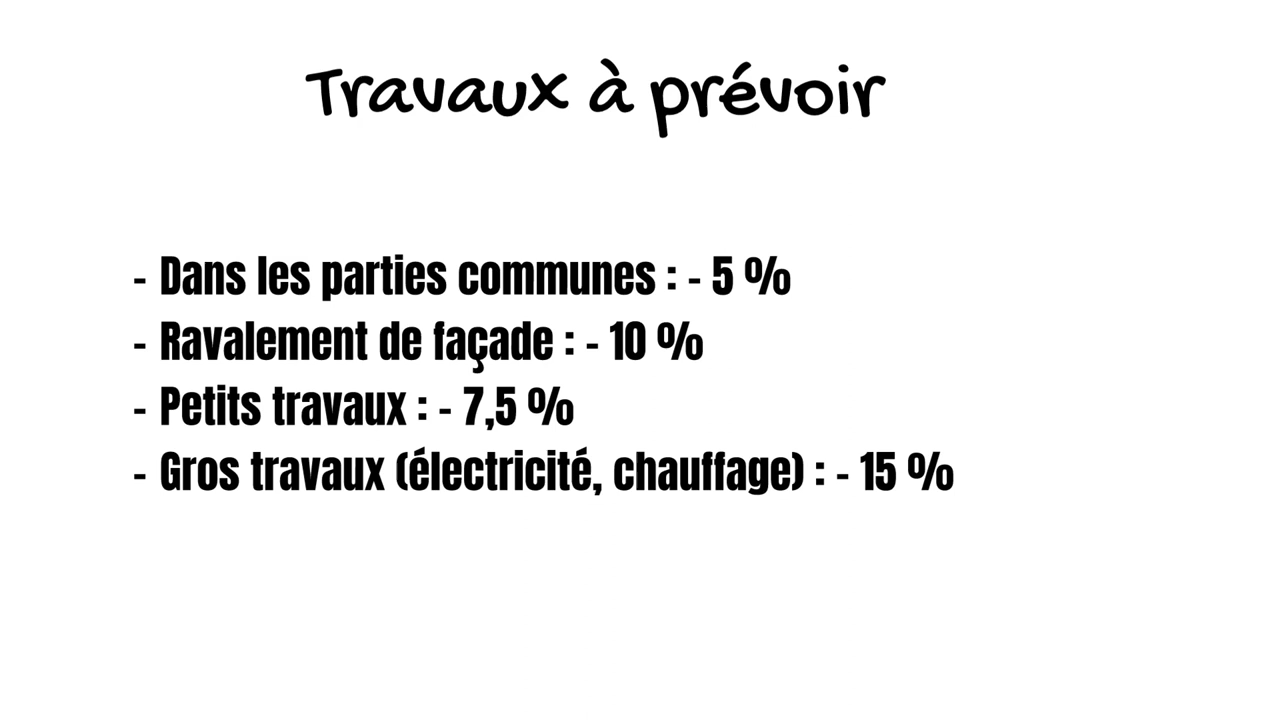 Travaux à prévoir
- Dans les parties communes : - 5 %
- Ravalement de façade : - 10 %
- Petits travaux : - 7,5 %
- Gros travaux (électricité, chauffage) : - 15 %